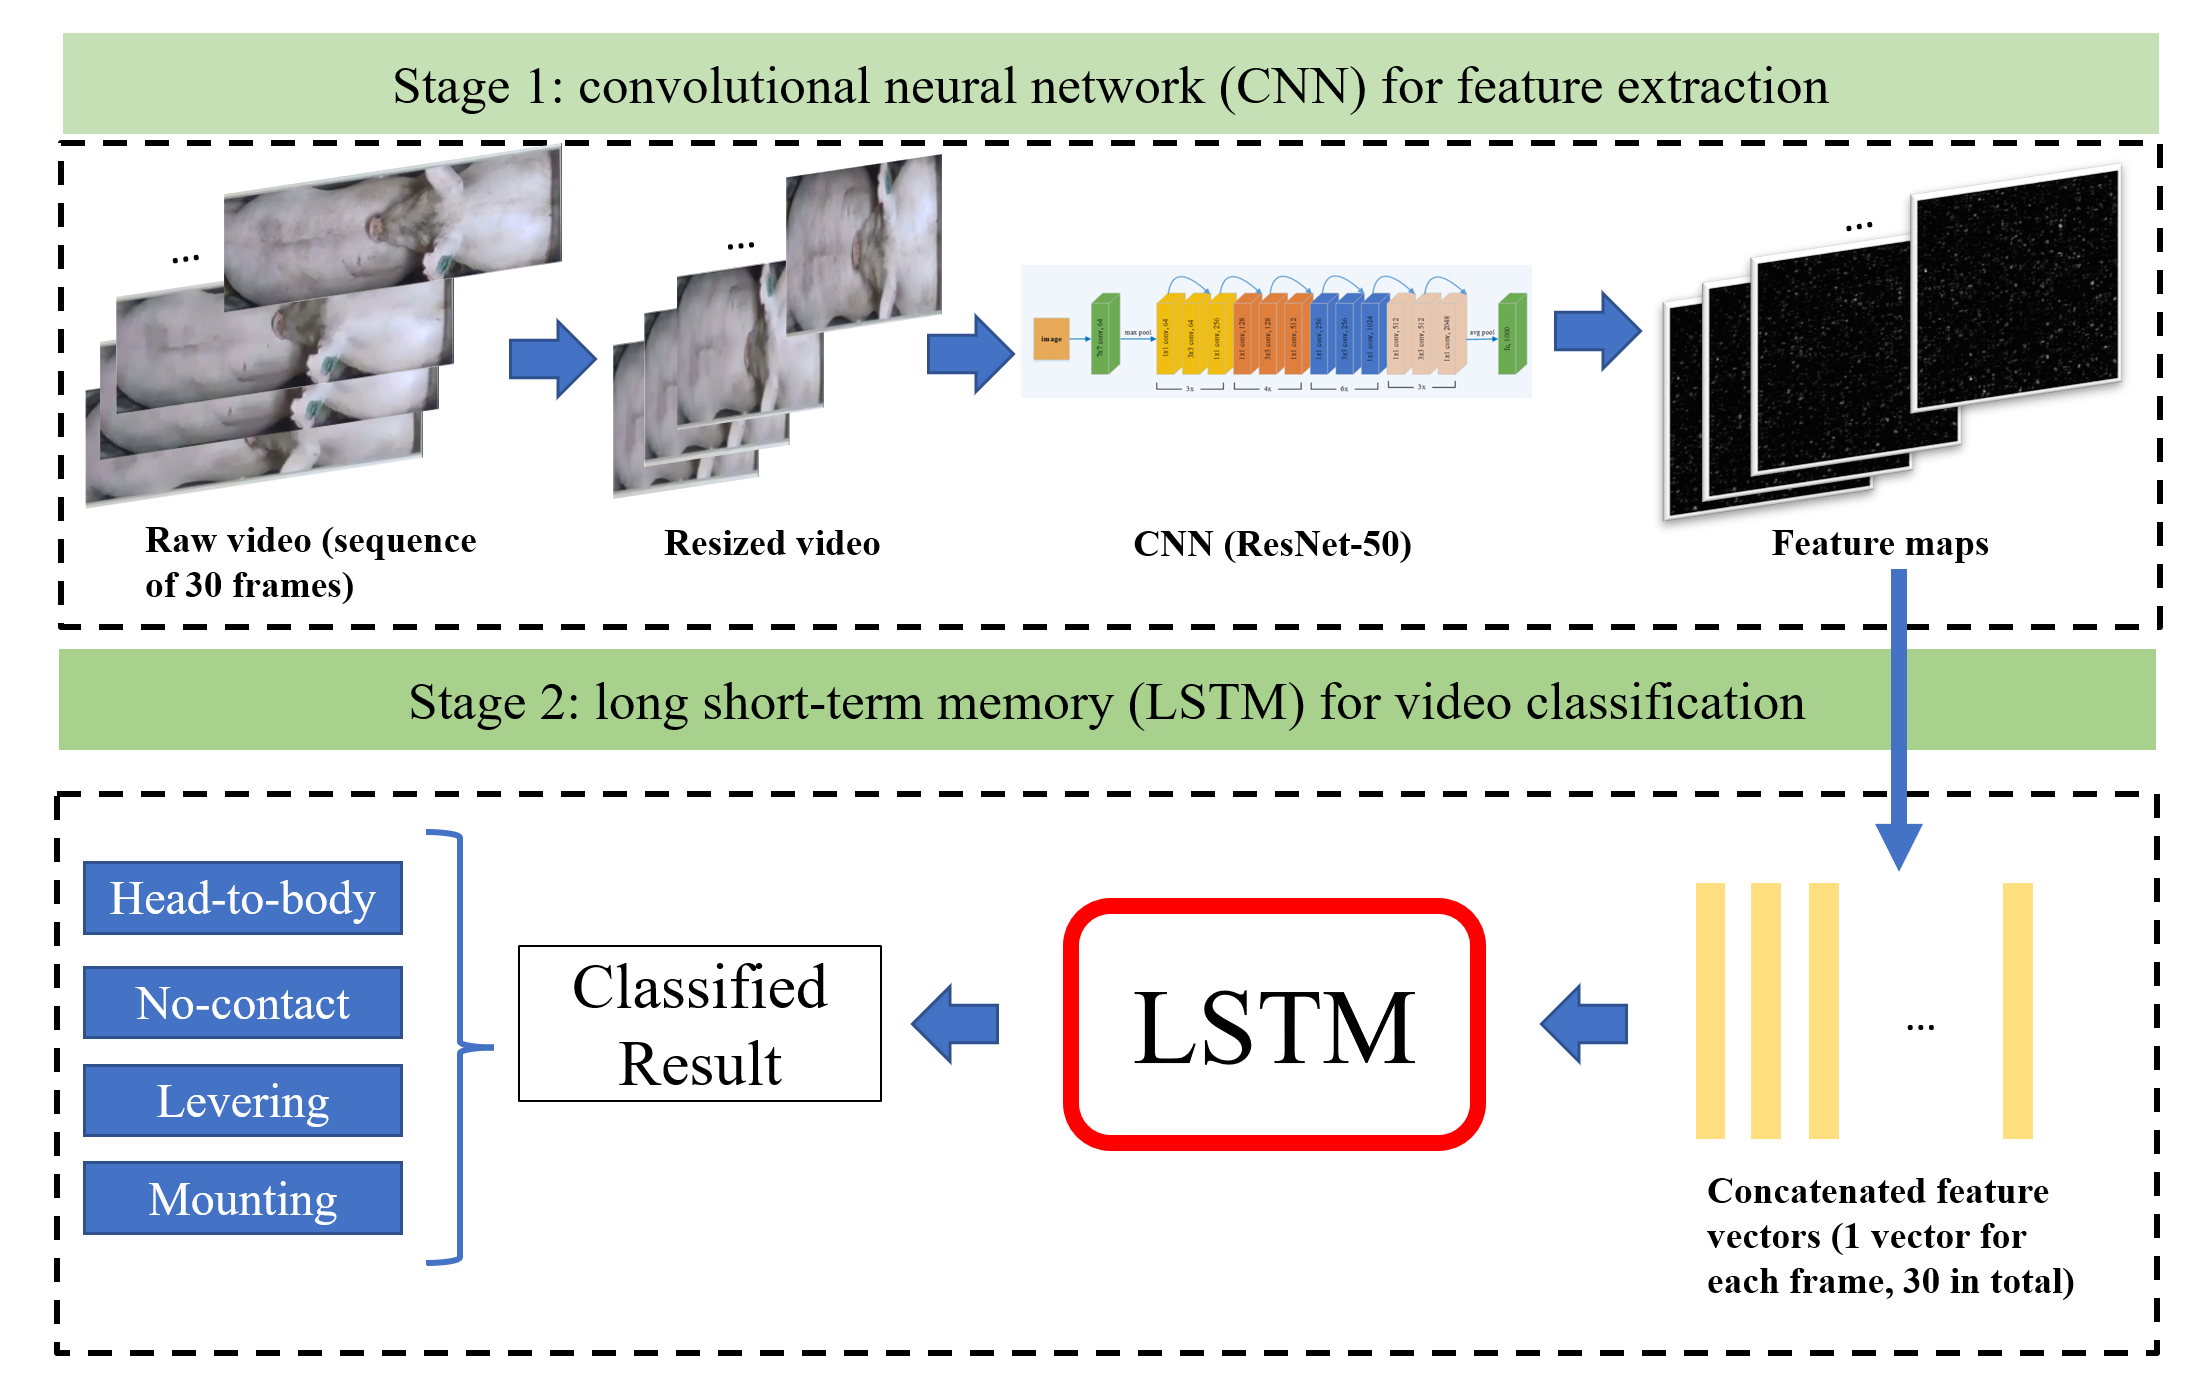 Stage 1: convolutional neural network (CNN) for feature extraction
...
...
...
image
7x7 conv, 64
max pool
1x1 conv, 64
3x3 conv, 64
1x1 conv, 256
1x1 conv, 128
3x3 conv, 128
1x1 conv, 512
1x1 conv, 256
3x3 conv, 256
1x1 conv, 1024
1x1 conv, 512
3x3 conv, 512
1x1 conv, 2048
avg pool
fc, 1000
3x
4x
6x
3x
Raw video (sequence
of 30 frames)
Resized video
CNN (ResNet-50)
Feature maps
Stage 2: long short-term memory (LSTM) for video classification
Head-to-body
No-contact
Levering
Mounting
Classified
Result
LSTM
...
Concatenated feature
vectors (1 vector for
each frame, 30 in total)